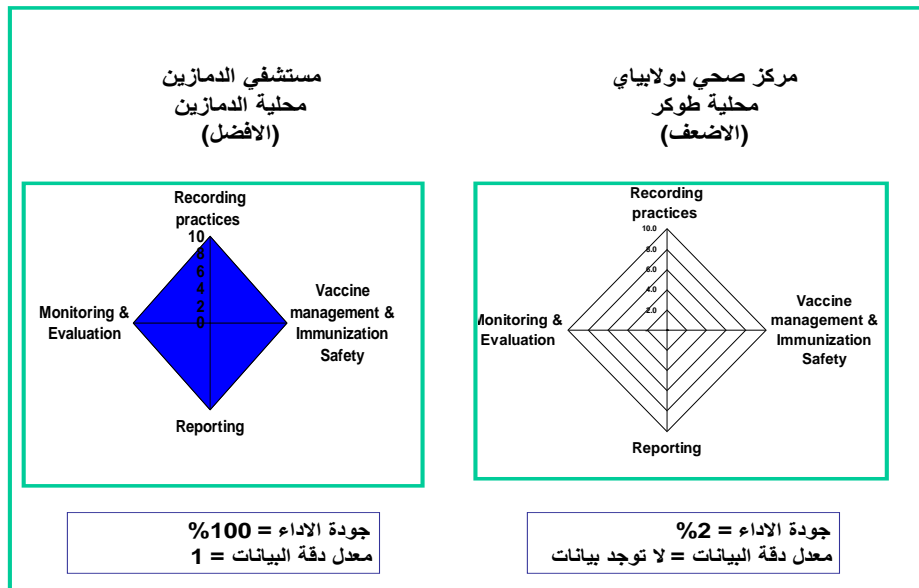 مركز صحي دولابياي
محلية طوكر
(الاضعف)
مستشفي الدمازين
محلية الدمازين
(الافضل)
Recording
practices
10
8
6
4
2
0
Monitoring &
Evaluation
Vaccine
management &
Immunization
Safety
Reporting
Recording
practices
10.0
8.0
6.0
4.0
2.0
Monitoring &
Evaluation
Vaccine
management &
Immunization
Safety
Reporting
جودة الاداء = 2%
معدل دقة البيانات = لا توجد بيانات
جودة الاداء = 100%
معدل دقة البيانات = 1